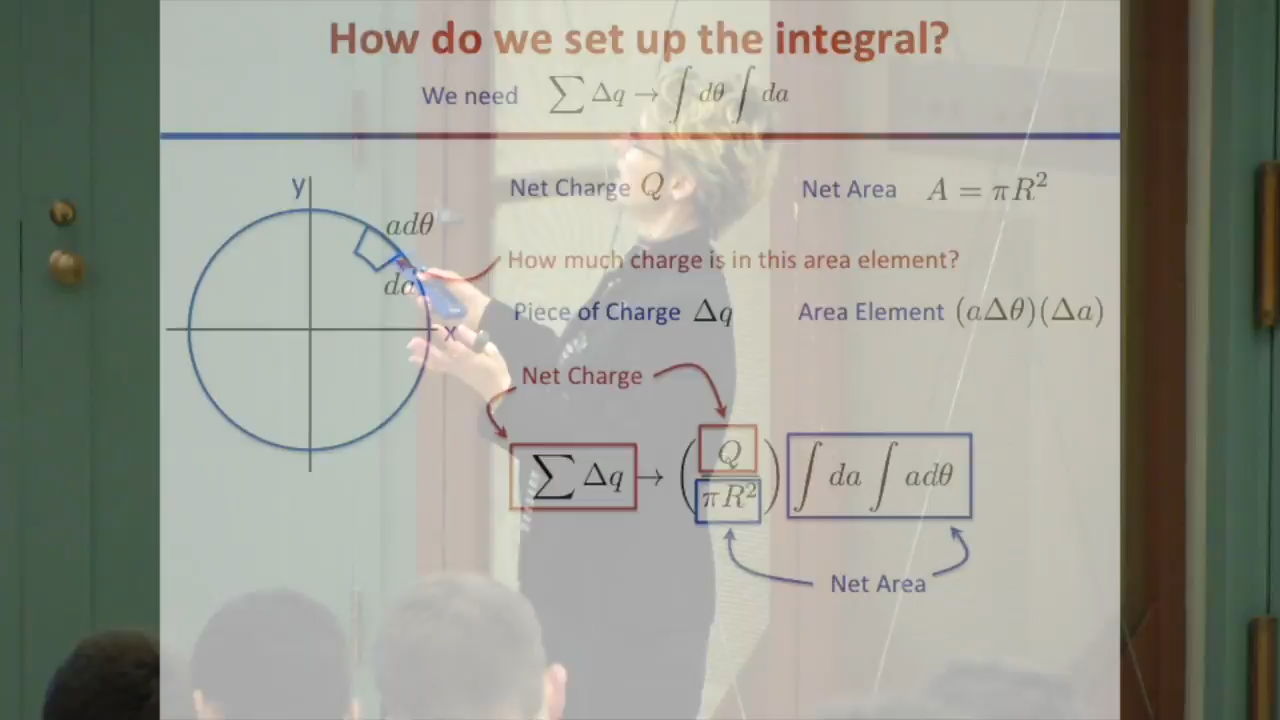 How do we set up the integral?
We need ∑ Δq → ∫ dθ ∫ da
y
adθ
da
x
Net Charge Q
Net Area A = πR²
How much charge is in this area element?
Piece of Charge Δq
Area Element (aΔθ)(Δa)
Net Charge
∑ Δq → (Q / πR²) ∫ da ∫ adθ
Net Area